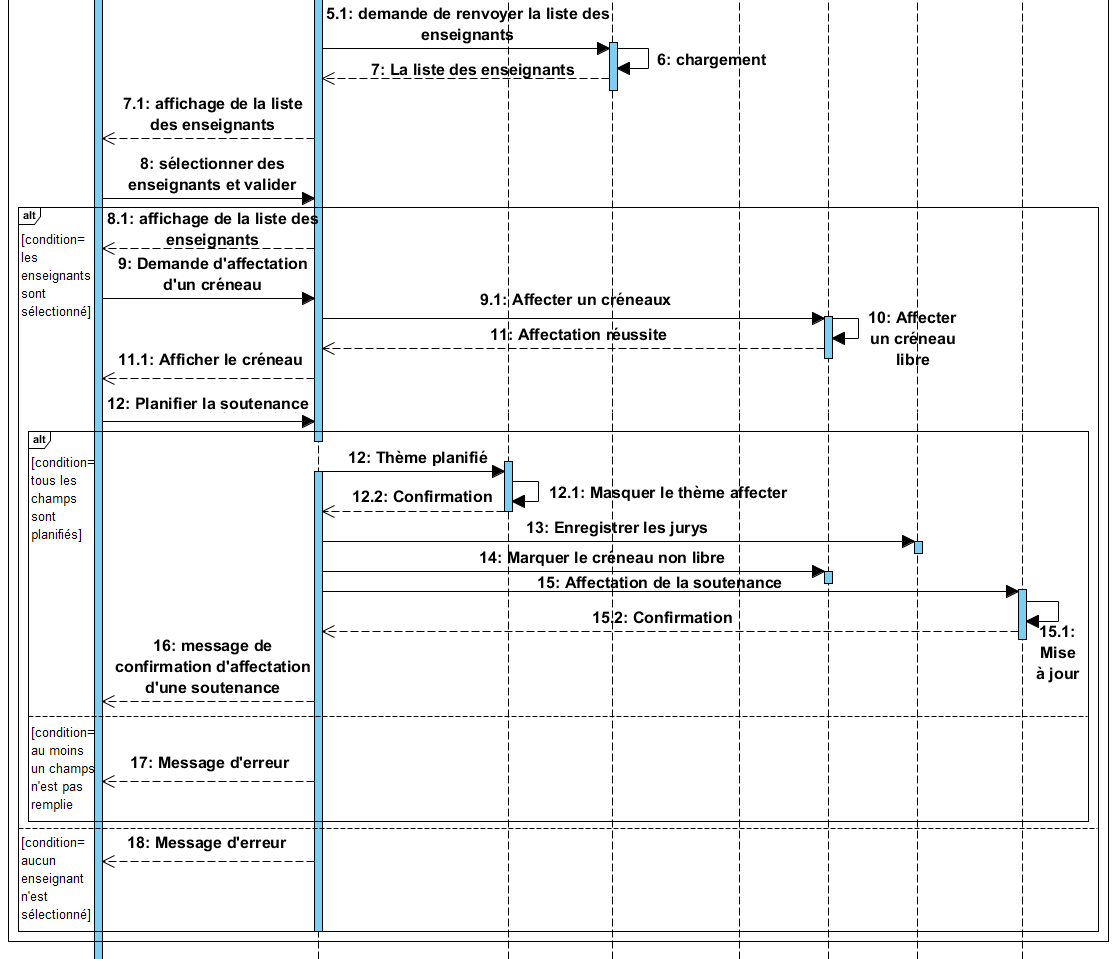 5.1: demande de renvoyer la liste des
enseignants
6: chargement
7: La liste des enseignants
7.1: affichage de la liste
des enseignants
8: sélectionner des
enseignants et valider
alt
8.1: affichage de la liste des
enseignants
[condition=
les
enseignants
sont
sélectionné]
9: Demande d'affectation
d'un créneau
9.1: Affecter un créneaux
10: Affecter
un créneau
libre
11: Affectation réussite
11.1: Afficher le créneau
12: Planifier la soutenance
alt
[condition=
tous les
champs
sont
planifiés]
12: Thème planifié
12.1: Masquer le thème affecter
12.2: Confirmation
13: Enregistrer les jurys
14: Marquer le créneau non libre
15: Affectation de la soutenance
15.2: Confirmation
15.1:
Mise
à jour
16: message de
confirmation d'affectation
d'une soutenance
[condition=
au moins
un champs
n'est pas
remplie
17: Message d'erreur
[condition=
aucun
enseignant
n'est
sélectionné]
18: Message d'erreur